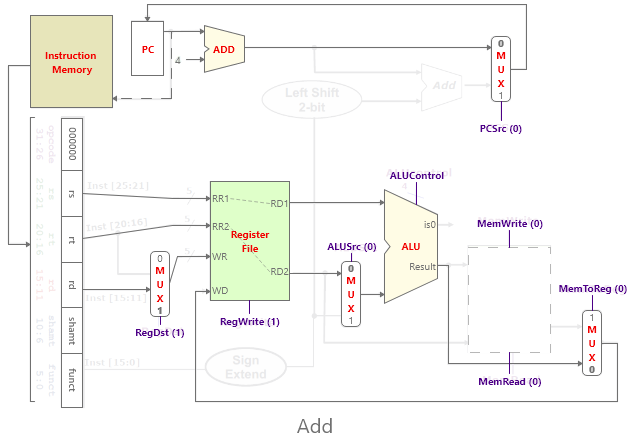 Instruction
Memory
PC
ADD
4
Add
Left Shift
2-bit
0
M
U
X
1
PCSrc (0)
opcode
31:26
000000
rs
25:21
rs
rt
20:16
rt
rd
15:11
rd
shamt
10:6
shamt
funct
5:0
funct
Inst [25:21]
Inst [20:16]
Inst [15:11]
Inst [15:0]
5
5
5
0
M
U
X
1
RegDst (1)
RR1
RR2
WR
WD
RD1
RD2
Register
File
RegWrite (1)
Sign
Extend
ALUSrc (0)
0
M
U
X
1
ALUControl
4
is0
ALU
Result
MemWrite (0)
MemRead (0)
MemToReg (0)
1
M
U
X
0
Add